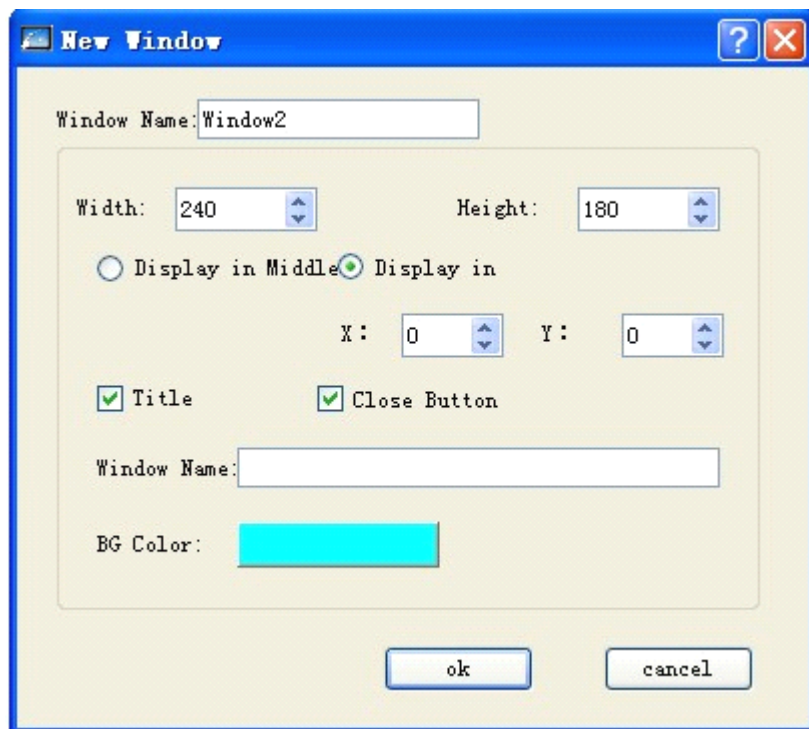 New Window
Window Name: Window2
Width: 240 Height: 180
Display in Middle Display in
X: 0 Y: 0
Title Close Button
Window Name:
BG Color:
ok cancel